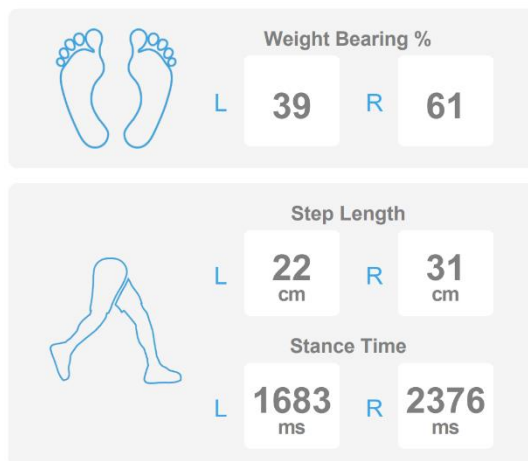 Weight Bearing %
L 39 R 61
Step Length
L 22 cm R 31 cm
Stance Time
L 1683 ms R 2376 ms